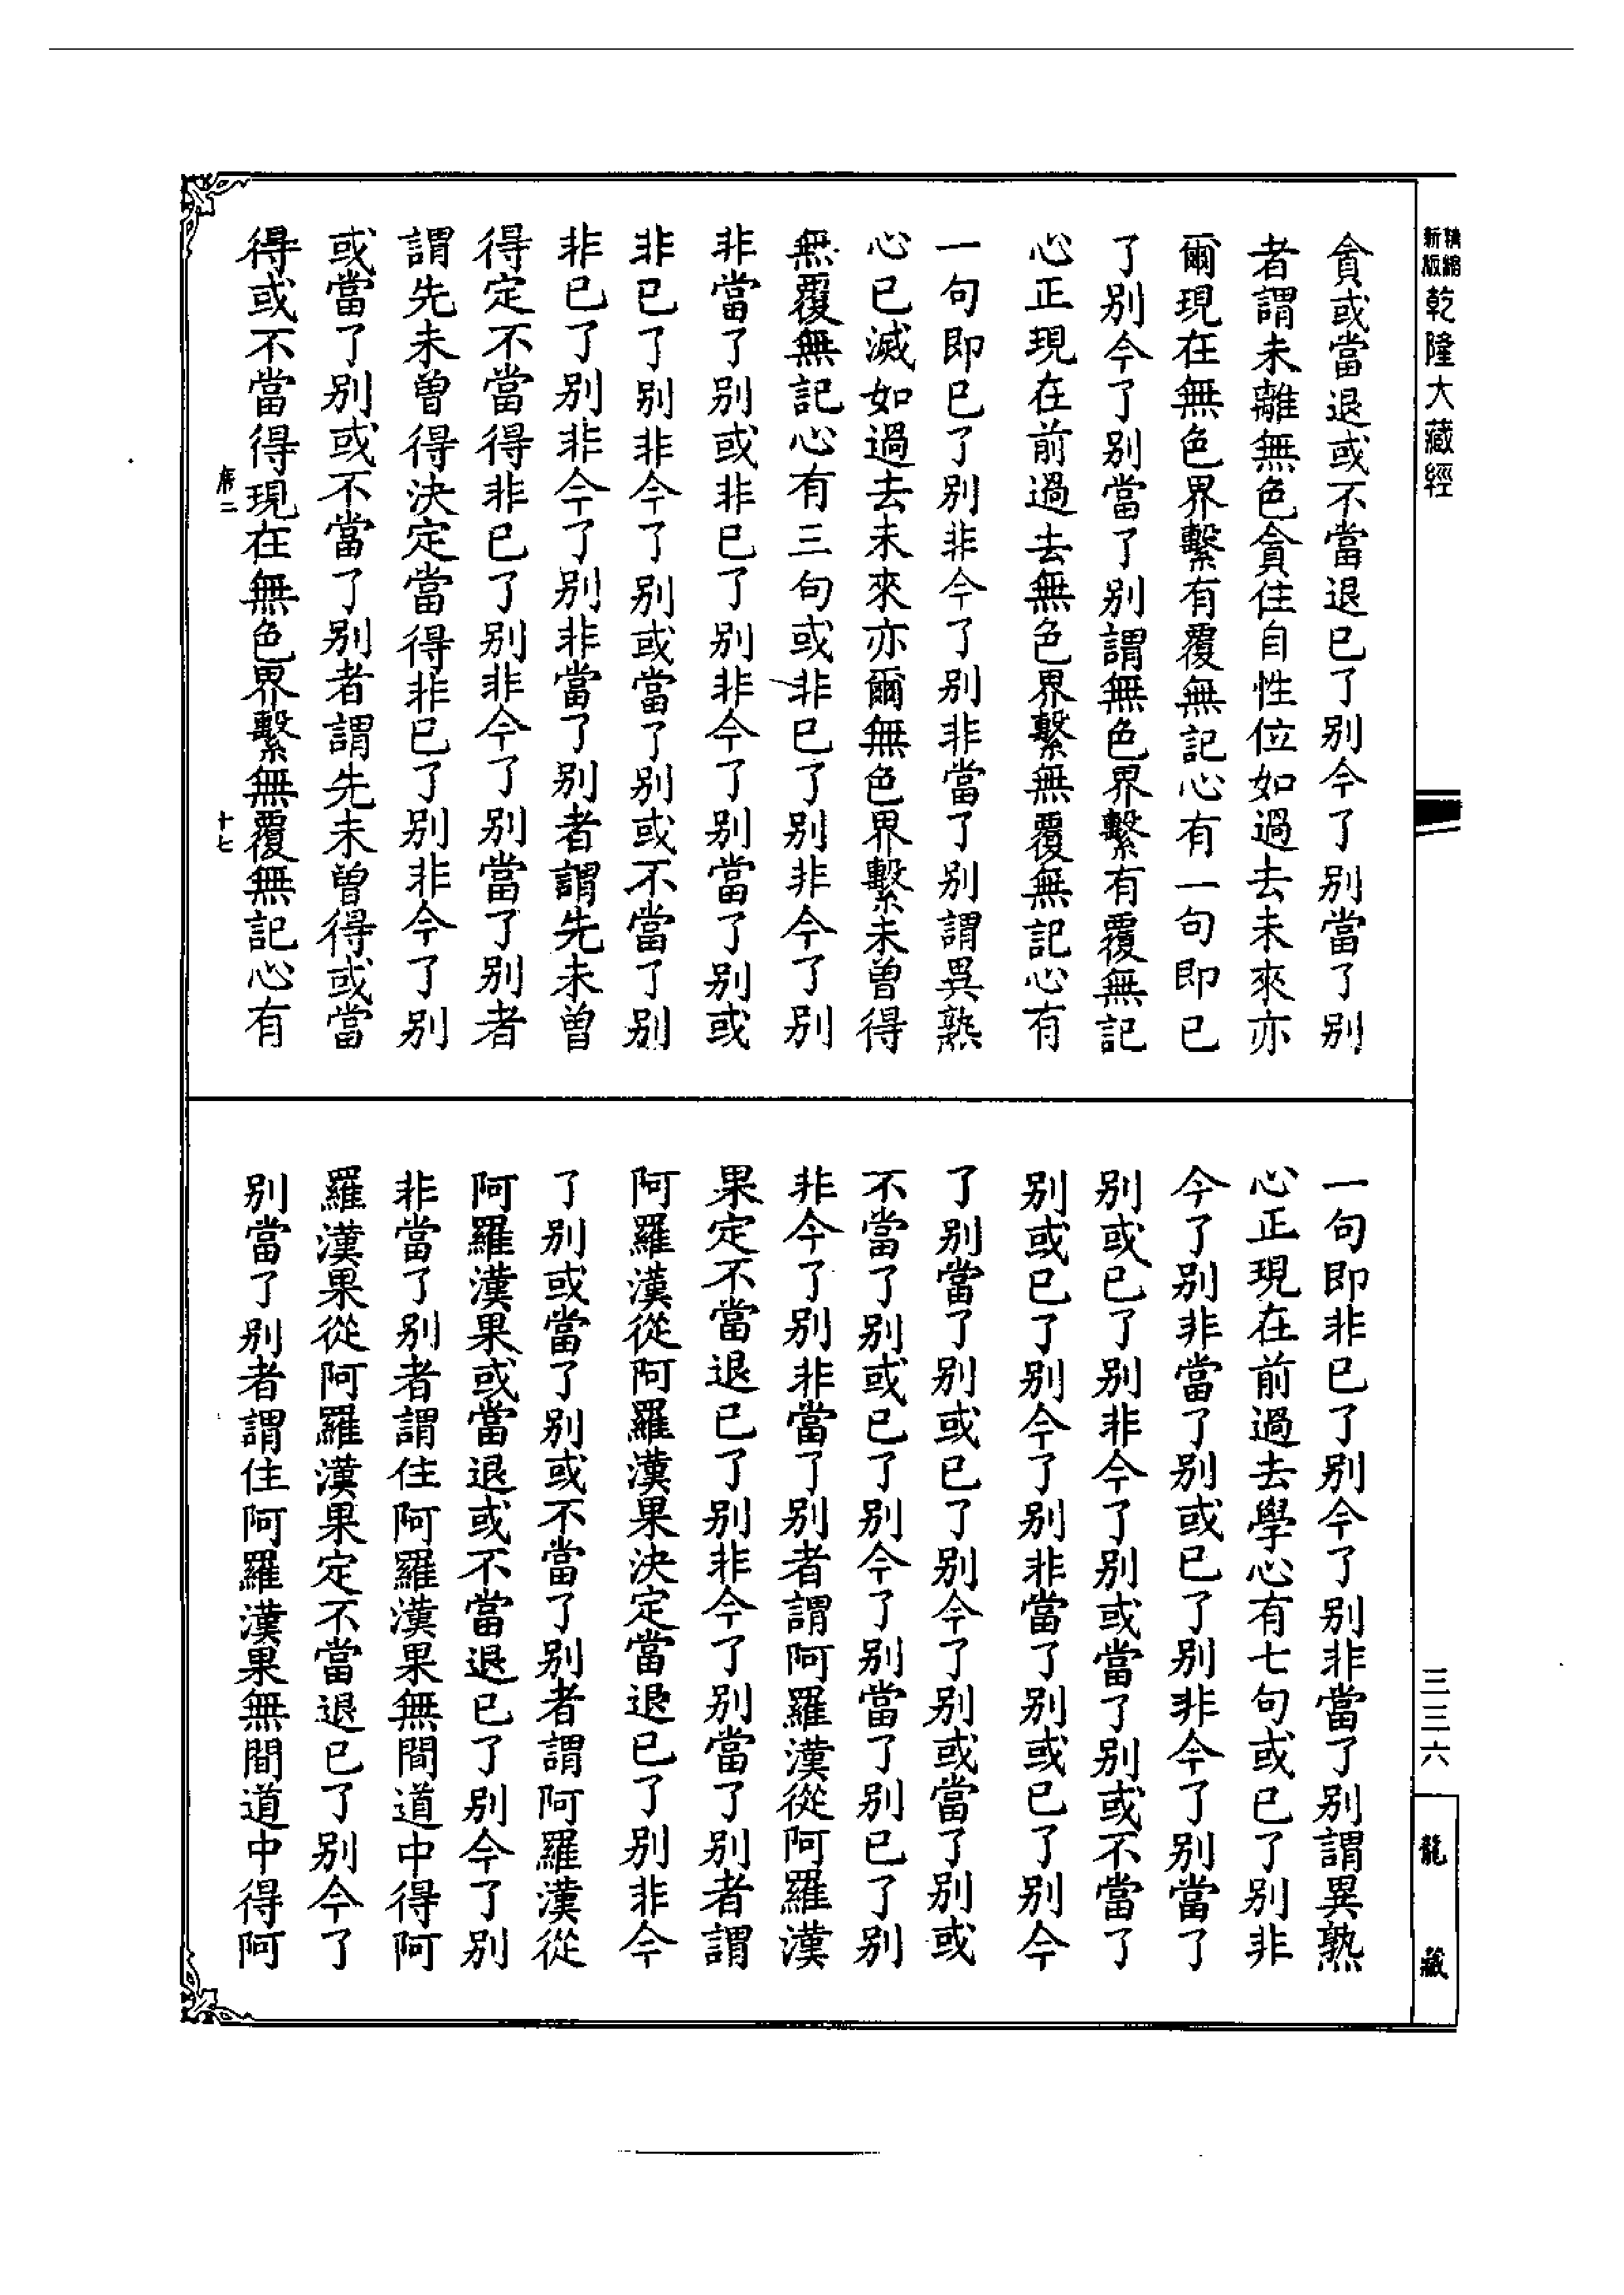 精縮
新版
乾隆大藏經
貪或當退或不當退已了別今了別當了別
者謂未離無色貪住自性位如過去未來亦
爾現在無色界繫有覆無記心有一句即已
了別今了別當了別謂無色界繫有覆無記
心正現在前過去無色界繫無覆無記心有
一句即已了別非今了別非當了別謂異熟
心已滅如過去未來亦爾無色界繫未曾得
無覆無記心有三句或非已了別非今了別
非當了別或非已了別非今了別當了別或
非已了別非今了別或當了別或不當了別
非已了別非今了別非當了別者謂先未曾
得定不當得非已了別非今了別當了別者
謂先未曾得決定當得非已了別非今了別
或當了別或不當了別者謂先未曾得或當
得或不當得現在無色界繫無覆無記心有
席二
十七
一句即非已了別今了別非當了別謂異熟
心正現在前過去學心有七句或已了別非
今了別非當了別或已了別非今了別當了
別或已了別非今了別或當了別或不當了
別或已了別今了別非當了別或已了別今
了別當了別或已了別今了別或當了別或
不當了別或已了別今了別當了別已了別
非今了別非當了別者謂阿羅漢從阿羅漢
果定不當退已了別非今了別當了別者謂
阿羅漢從阿羅漢果決定當退已了別非今
了別或當了別或不當了別者謂阿羅漢從
阿羅漢果或當退或不當退已了別今了別
非當了別者謂住阿羅漢果無間道中得阿
羅漢果從阿羅漢果定不當退已了別今了
別當了別者謂住阿羅漢果無間道中得阿
三三六
龍藏